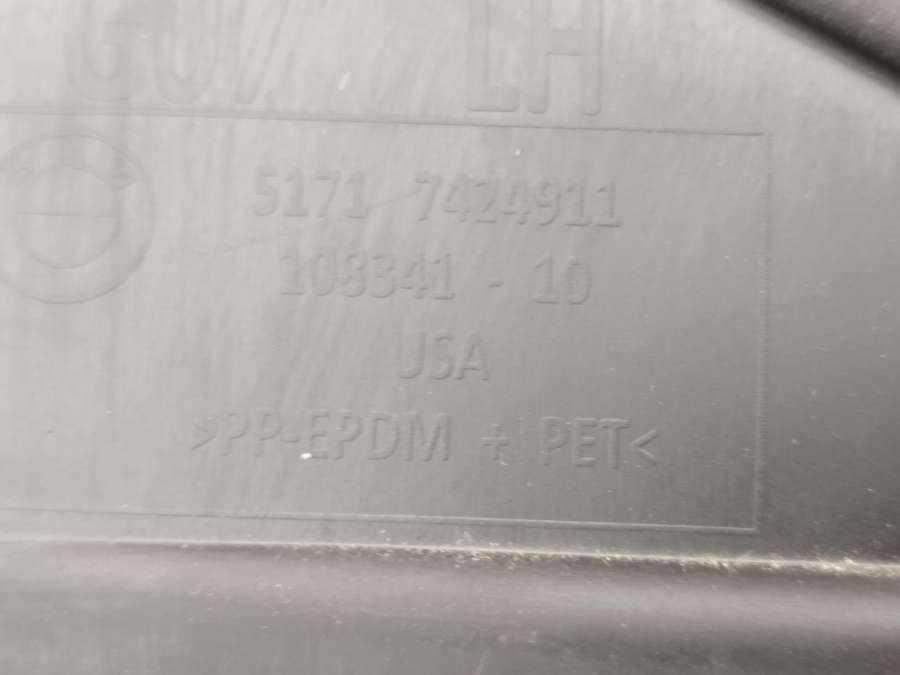 G07 LH
5171 7424911
108341 - 10
USA
>PP-EPDM + PET<